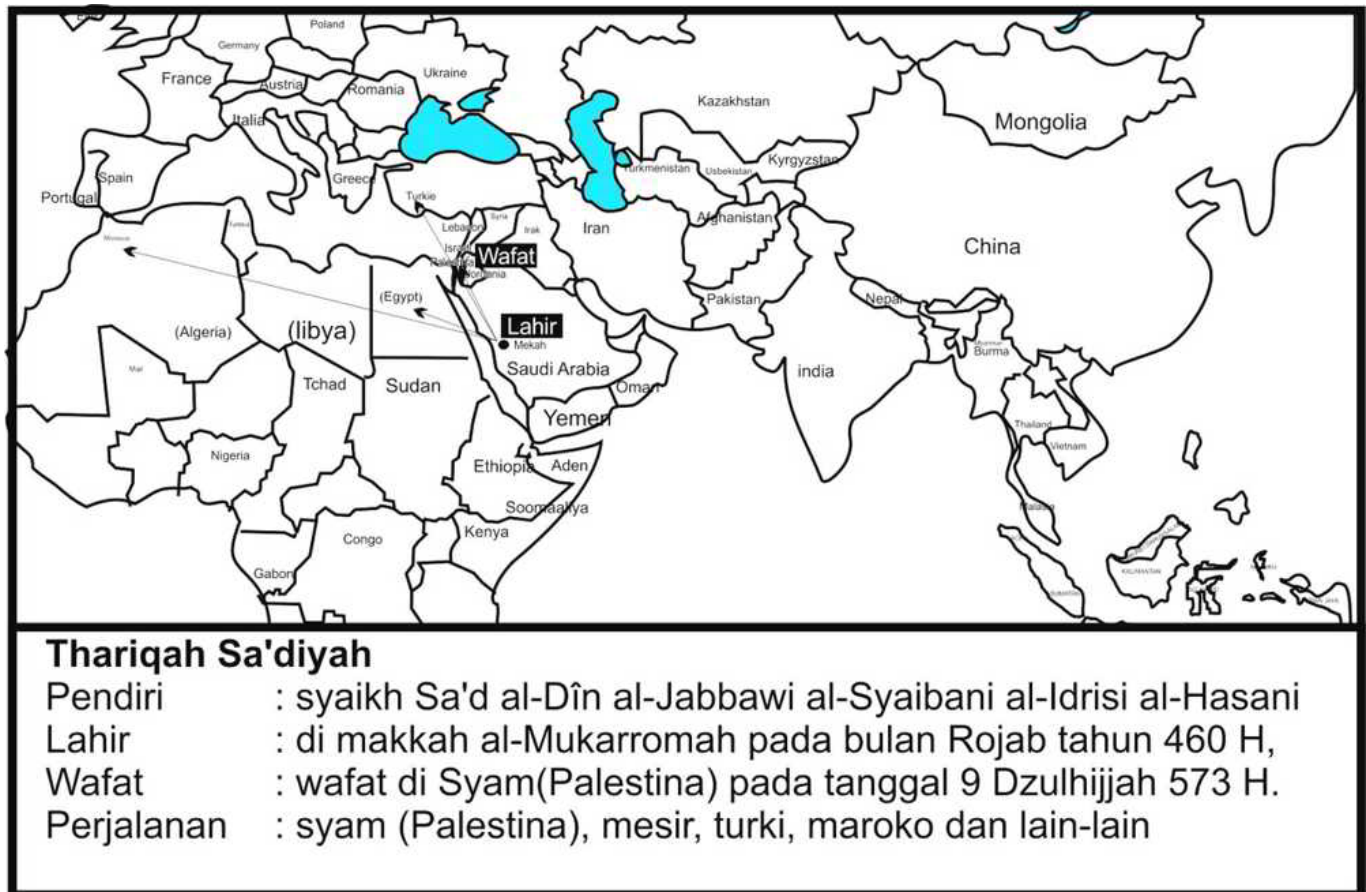 Poland
Germany
Ukraine
France
Austria
Romania
Kazakhstan
Italia
Mongolia
Kyrgyzstan
Turkmenistan
Usbekistan
Spain
Greece
Portugal
Turkie
Afghanistan
Syria
Lebanon
Irak
Iran
Israel
Wafat
China
Jordania
(Egypt)
Pakistan
Nepal
(Algeria)
(libya)
Lahir
Mekah
Burma
Mali
Tchad
Sudan
Saudi Arabia
Oman
india
Yemen
Thailand
Vietnam
Nigeria
Ethiopia
Aden
Soomaaliya
Kenya
Congo
Gabon
KALIMANTAN
Thariqah Sa'diyah
Pendiri : syaikh Sa'd al-Dîn al-Jabbawi al-Syaibani al-Idrisi al-Hasani
Lahir : di makkah al-Mukarromah pada bulan Rojab tahun 460 H,
Wafat : wafat di Syam(Palestina) pada tanggal 9 Dzulhijjah 573 H.
Perjalanan : syam (Palestina), mesir, turki, maroko dan lain-lain